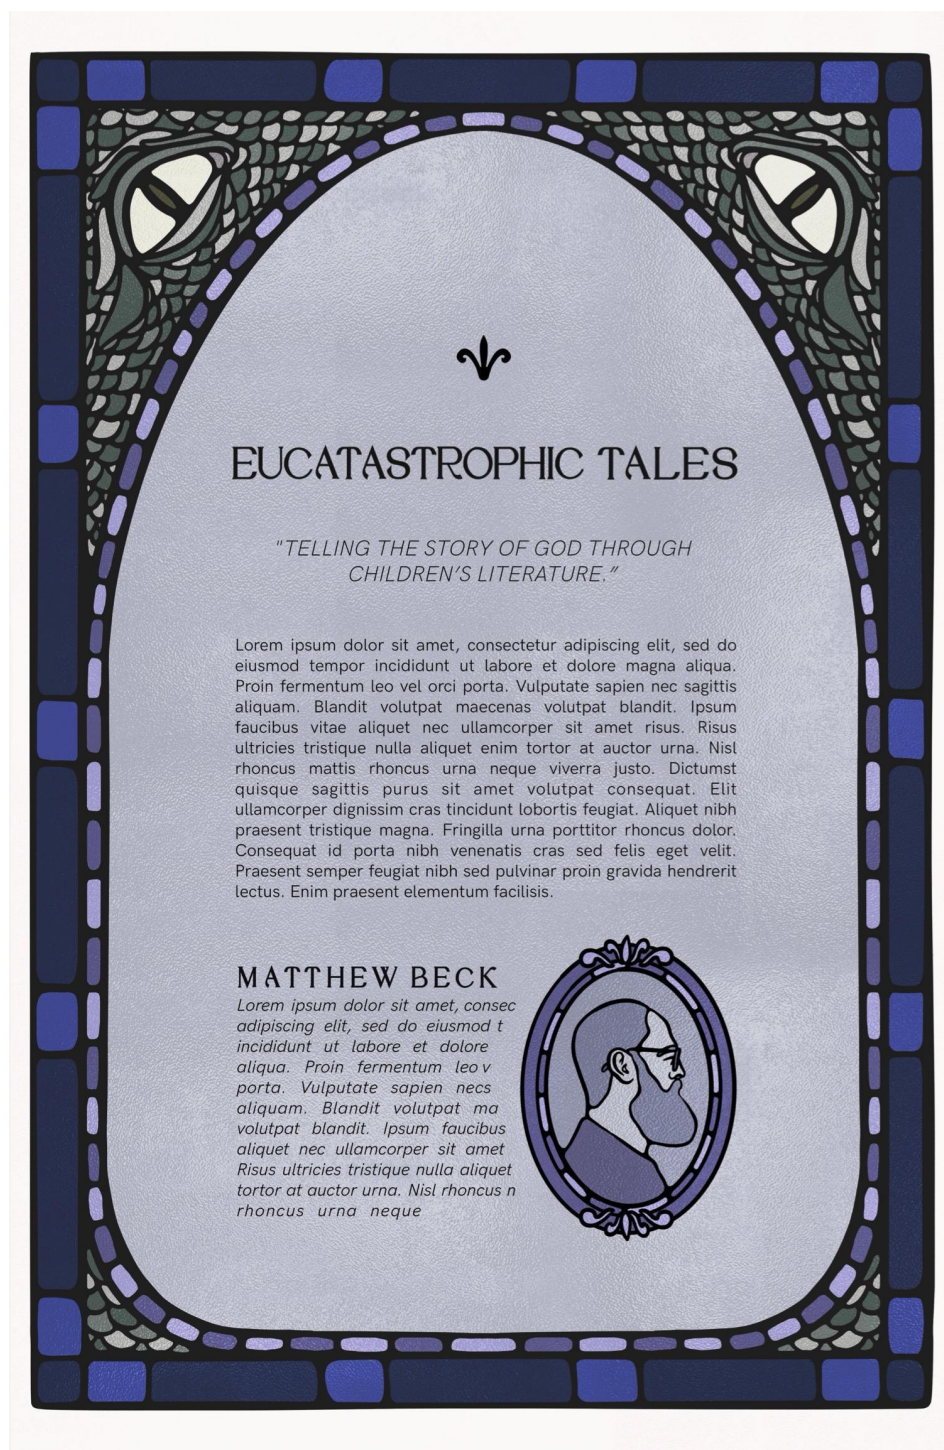 EUCATASTROPHIC TALES
"TELLING THE STORY OF GOD THROUGH
CHILDREN'S LITERATURE."
Lorem ipsum dolor sit amet, consectetur adipiscing elit, sed do
eiusmod tempor incididunt ut labore et dolore magna aliqua.
Proin fermentum leo vel orci porta. Vulputate sapien nec sagittis
aliquam. Blandit volutpat maecenas volutpat blandit. Ipsum
faucibus vitae aliquet nec ullamcorper sit amet risus. Risus
ultricies tristique nulla aliquet enim tortor at auctor urna. Nisl
rhoncus mattis rhoncus urna neque viverra justo. Dictumst
quisque sagittis purus sit amet volutpat consequat. Elit
ullamcorper dignissim cras tincidunt lobortis feugiat. Aliquet nibh
praesent tristique magna. Fringilla urna porttitor rhoncus dolor.
Consequat id porta nibh venenatis cras sed felis eget velit.
Praesent semper feugiat nibh sed pulvinar proin gravida hendrerit
lectus. Enim praesent elementum facilisis.
MATTHEW BECK
Lorem ipsum dolor sit amet, consec
adipiscing elit, sed do eiusmod t
incididunt ut labore et dolore
aliqua. Proin fermentum leo v
porta. Vulputate sapien necs
aliquam. Blandit volutpat ma
volutpat blandit. Ipsum faucibus
aliquet nec ullamcorper sit amet
Risus ultricies tristique nulla aliquet
tortor at auctor urna. Nisl rhoncus n
rhoncus urna neque